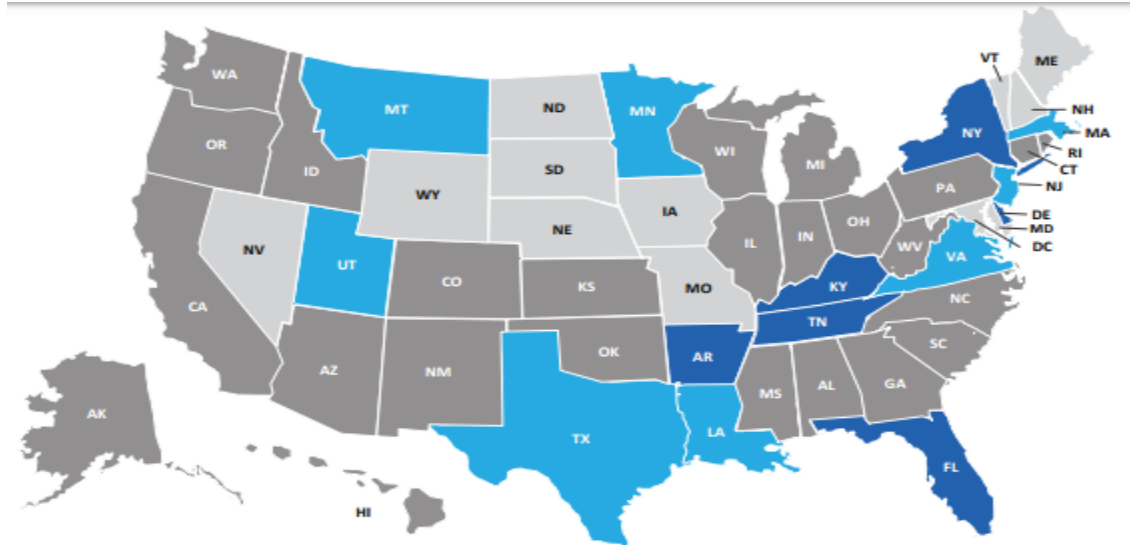 ME
VT
WA
MT
ND
MN
NH
NY
MA
OR
WI
MI
RI
ID
SD
CT
WY
PA
NJ
IA
OH
DE
NE
MD
NV
IL
IN
WV
DC
UT
VA
CO
KS
MO
KY
CA
NC
TN
OK
AR
SC
AZ
NM
GA
MS
AL
AK
TX
LA
FL
HI